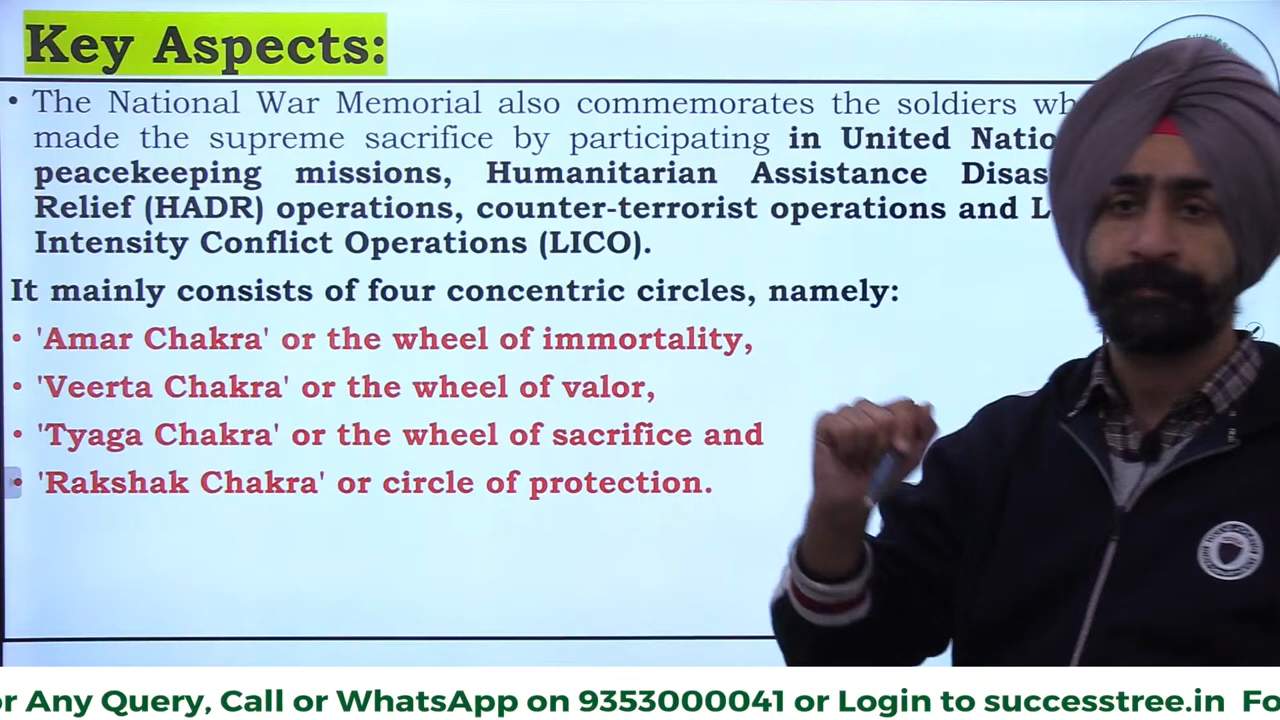 Key Aspects:
• The National War Memorial also commemorates the soldiers
made the supreme sacrifice by participating in United
peacekeeping missions, Humanitarian Assistance
Relief (HADR) operations, counter-terrorist operations and
Intensity Conflict Operations (LICO).
It mainly consists of four concentric circles, namely:
• 'Amar Chakra' or the wheel of immortality,
• 'Veerta Chakra' or the wheel of valor,
• 'Tyaga Chakra' or the wheel of sacrifice and
• 'Rakshak Chakra' or circle of protection.
Any Query, Call or WhatsApp on 9353000041 or Login to successtree.in